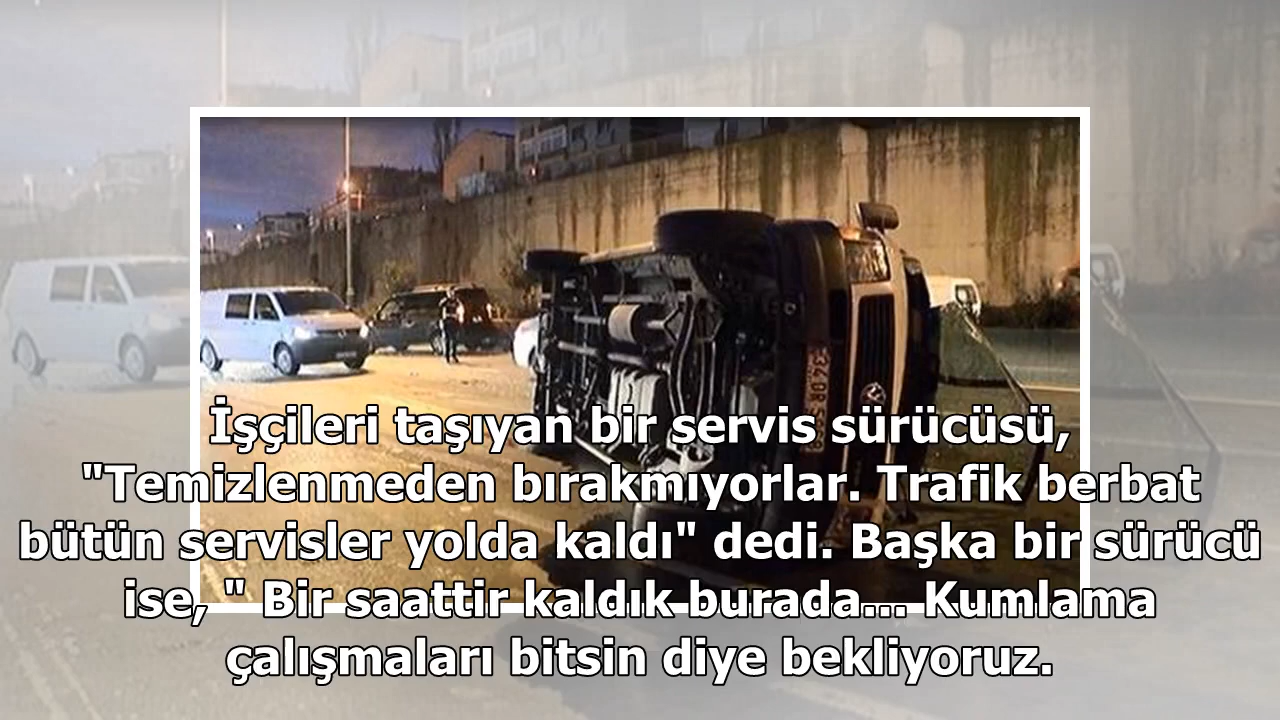 İşçileri taşıyan bir servis sürücüsü,
"Temizlenmeden bırakmıyorlar. Trafik berbat
bütün servisler yolda kaldı" dedi. Başka bir sürücü
ise, " Bir saattir kaldık burada... Kumlama
çalışmaları bitsin diye bekliyoruz.